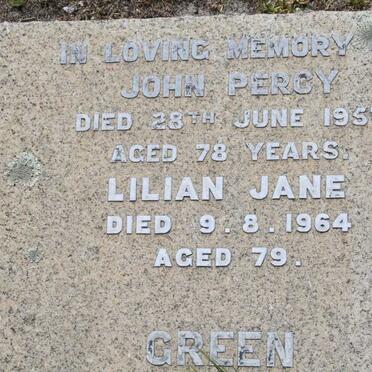 IN LOVING MEMORY
JOHN PERCY
DIED 28TH JUNE
AGED 78 YEARS.
LILIAN JANE
DIED 9.8.1964
AGED 79.
GREEN